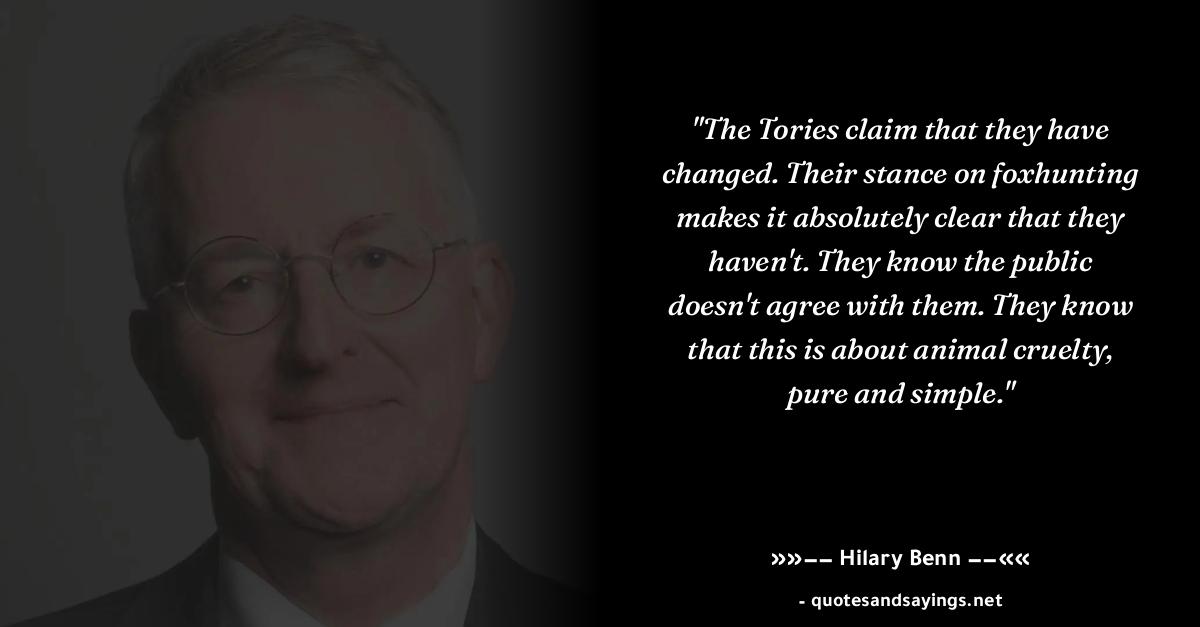 "The Tories claim that they have
changed. Their stance on foxhunting
makes it absolutely clear that they
haven't. They know the public
doesn't agree with them. They know
that this is about animal cruelty,
pure and simple."
»»−− Hilary Benn −−««
- quotesandsayings.net